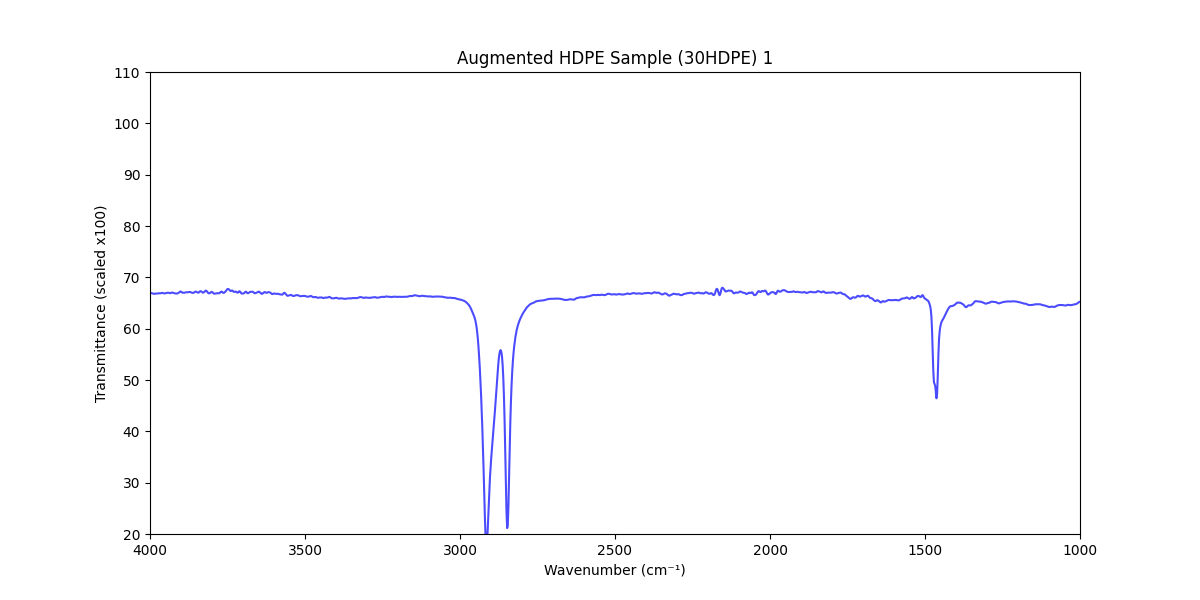 Augmented HDPE Sample (30HDPE) 1
110
100
90
80
70
60
50
40
30
20
Transmittance (scaled x100)
4000 3500 3000 2500 2000 1500 1000
Wavenumber (cm⁻¹)